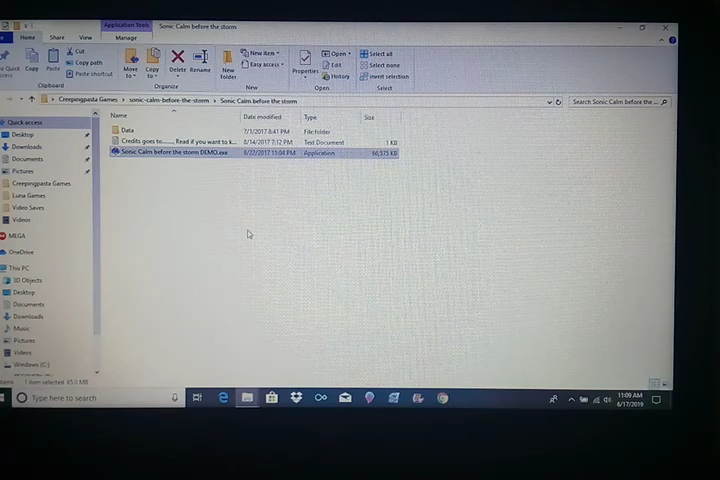 Application Tools Sonic Calm before the storm
Home Share View Manage
Copy Paste Cut Copy path Paste shortcut
Move to Copy to Delete Rename
New folder New item Easy access
Properties Open Edit History
Select all Select none Invert selection
Clipboard Organize New Open Select
Creepingpasta Games > sonic-calm-before-the-storm > Sonic Calm before the storm
Search Sonic Calm before the ...
Name Date modified Type Size
Data 7/1/2017 8:41 PM File folder
Credits goes to......., Read if you want to k... 8/14/2017 7:12 PM Text Document 1 KB
Sonic Calm before the storm DEMO.exe 8/22/2017 11:04 PM Application 66,575 KB
Quick access
Desktop
Downloads
Documents
Pictures
Creepingpasta Games
Luna Games
Video Saves
Videos
MEGA
OneDrive
This PC
3D Objects
Desktop
Documents
Downloads
Music
Pictures
Videos
Windows (C:)
1 item selected 65.0 MB
Type here to search
11:09 AM
6/17/2019